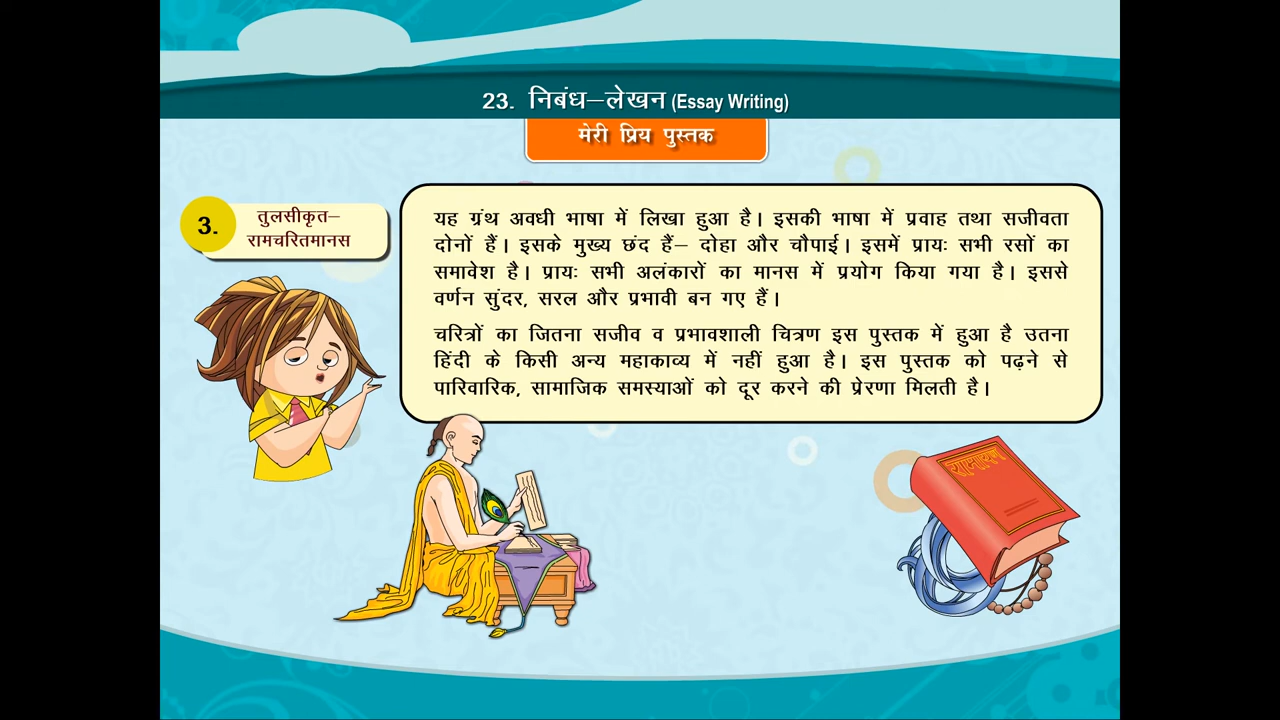 23. निबंध–लेखन (Essay Writing)
मेरी प्रिय पुस्तक
3.
तुलसीकृत–
रामचरितमानस
यह ग्रंथ अवधी भाषा में लिखा हुआ है। इसकी भाषा में प्रवाह तथा सजीवता
दोनों हैं। इसके मुख्य छंद हैं– दोहा और चौपाई। इसमें प्रायः सभी रसों का
समावेश है। प्रायः सभी अलंकारों का मानस में प्रयोग किया गया है। इससे
वर्णन सुंदर, सरल और प्रभावी बन गए हैं।
चरित्रों का जितना सजीव व प्रभावशाली चित्रण इस पुस्तक में हुआ है उतना
हिंदी के किसी अन्य महाकाव्य में नहीं हुआ है। इस पुस्तक को पढ़ने से
पारिवारिक, सामाजिक समस्याओं को दूर करने की प्रेरणा मिलती है।